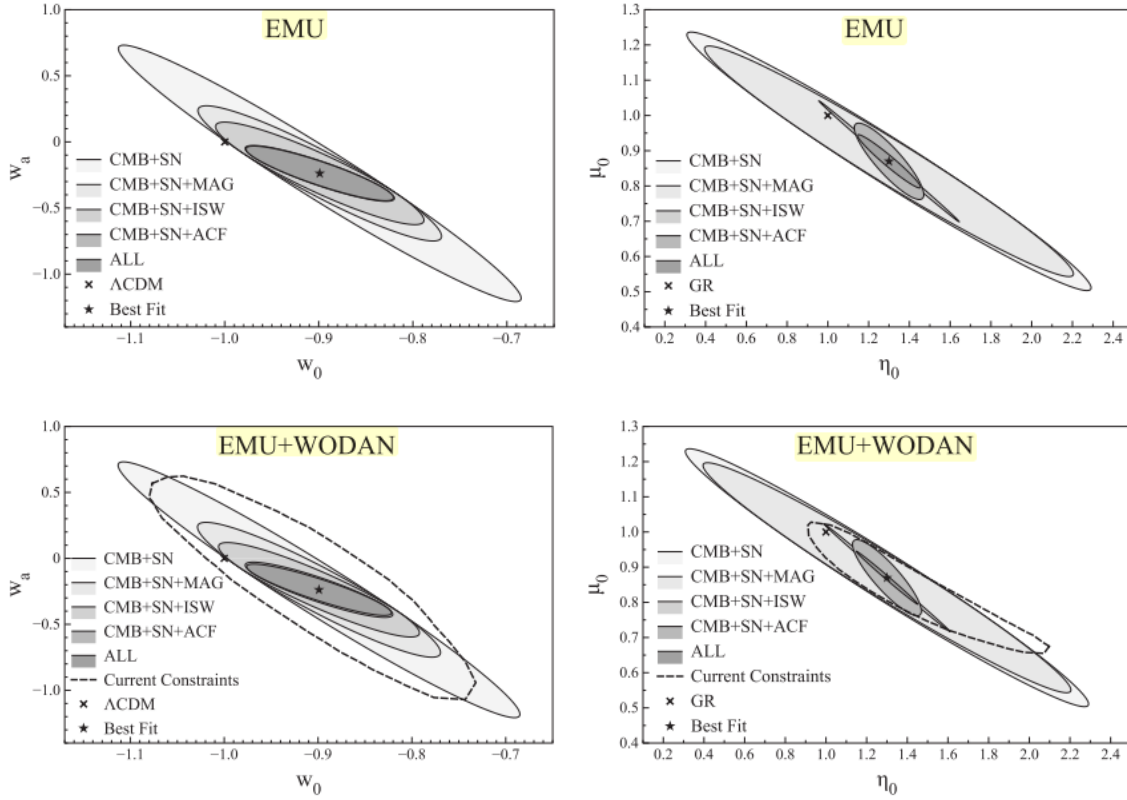 EMU
1.0
0.5
0
−0.5
−1.0
w_a
CMB+SN
CMB+SN+MAG
CMB+SN+ISW
CMB+SN+ACF
ALL
ΛCDM
Best Fit
−1.1
−1.0
−0.9
−0.8
−0.7
w_0
EMU
1.3
1.2
1.1
1.0
0.9
0.8
0.7
0.6
0.5
0.4
μ_0
CMB+SN
CMB+SN+MAG
CMB+SN+ISW
CMB+SN+ACF
ALL
GR
Best Fit
0.2 0.4 0.6 0.8 1.0 1.2 1.4 1.6 1.8 2.0 2.2 2.4
η_0
EMU+WODAN
1.0
0.5
0
−0.5
−1.0
w_a
CMB+SN
CMB+SN+MAG
CMB+SN+ISW
CMB+SN+ACF
ALL
Current Constraints
ΛCDM
Best Fit
−1.1
−1.0
−0.9
−0.8
−0.7
w_0
EMU+WODAN
1.3
1.2
1.1
1.0
0.9
0.8
0.7
0.6
0.5
0.4
μ_0
CMB+SN
CMB+SN+MAG
CMB+SN+ISW
CMB+SN+ACF
ALL
Current Constraints
GR
Best Fit
0.2 0.4 0.6 0.8 1.0 1.2 1.4 1.6 1.8 2.0 2.2 2.4
η_0